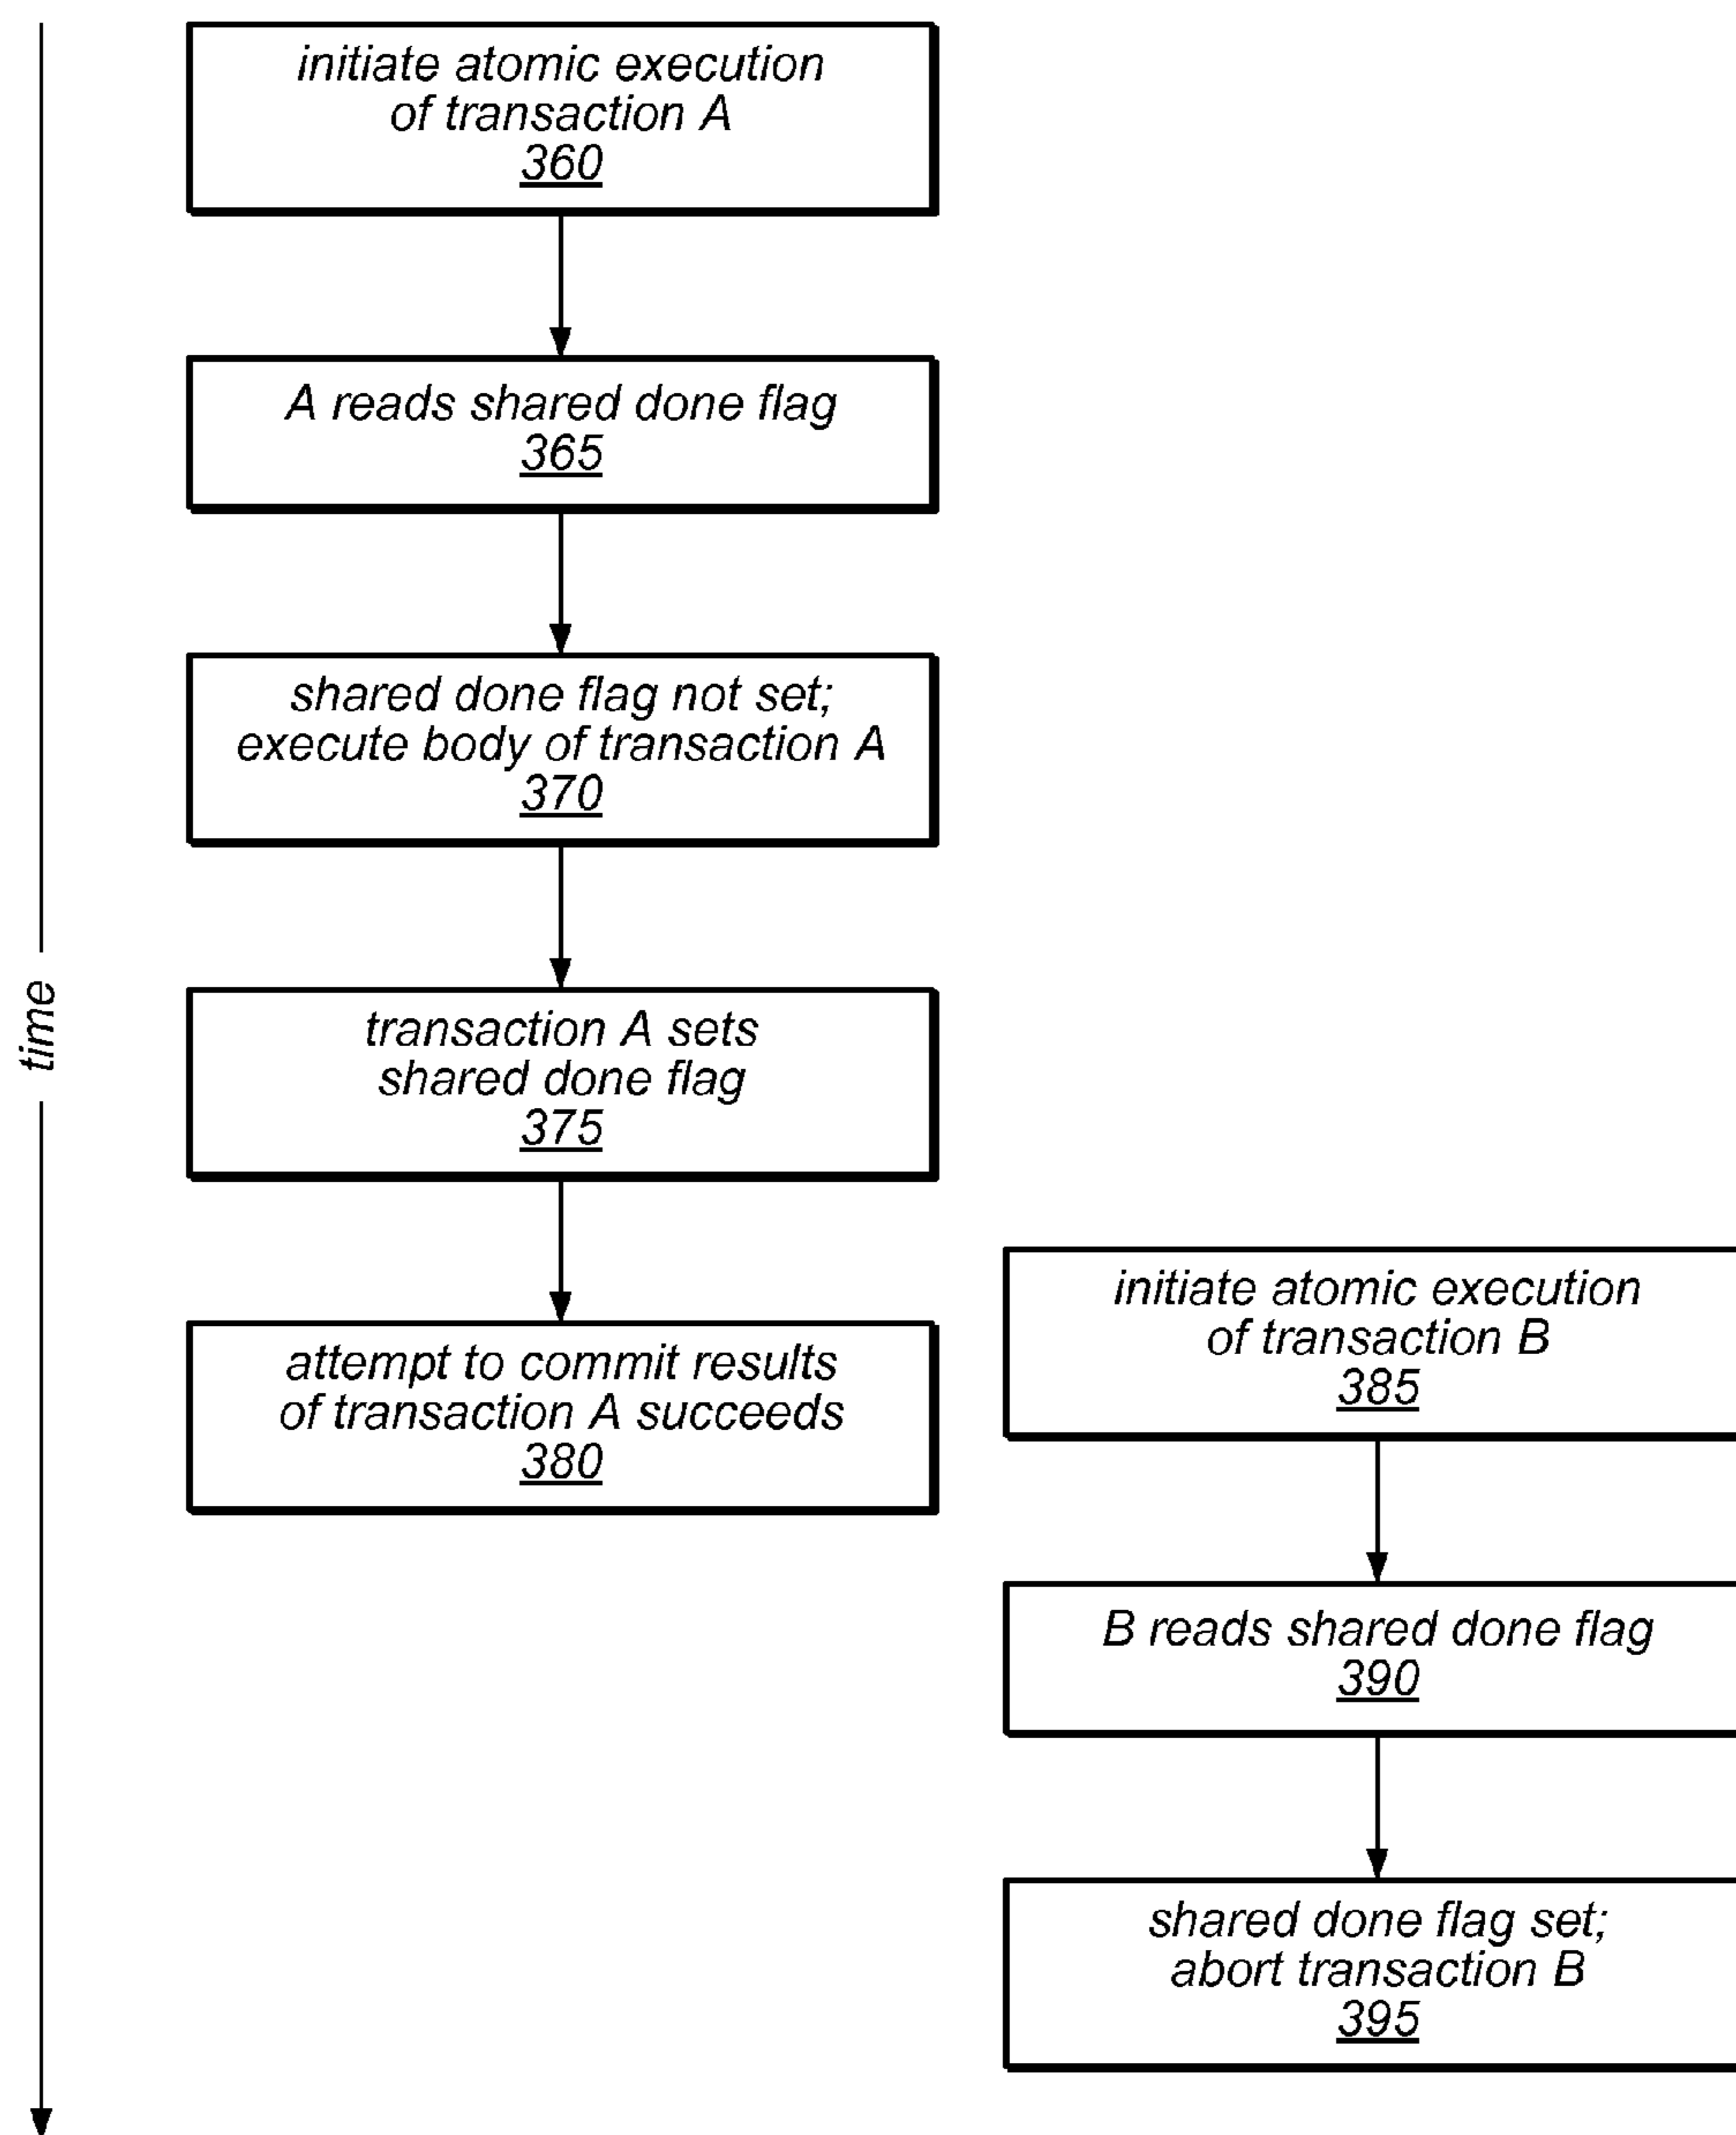 initiate atomic execution
of transaction A
360
A reads shared done flag
365
shared done flag not set;
execute body of transaction A
370
time
transaction A sets
shared done flag
375
attempt to commit results
of transaction A succeeds
380
initiate atomic execution
of transaction B
385
B reads shared done flag
390
shared done flag set;
abort transaction B
395